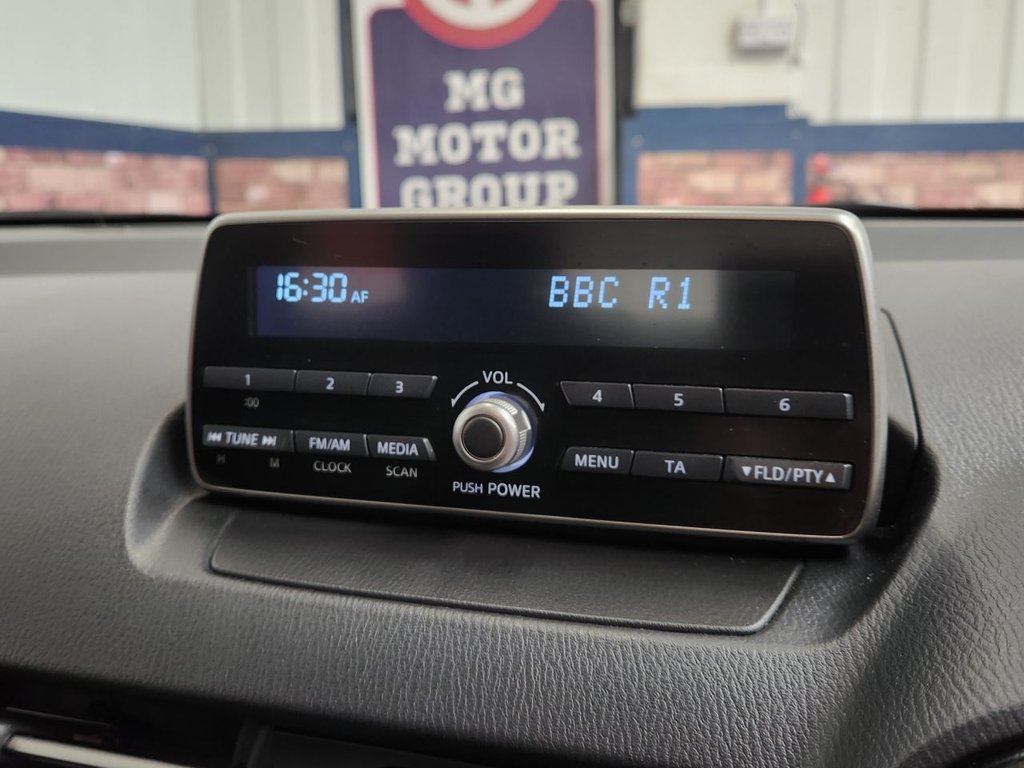 MG
MOTOR
GROUP
16:30 AF
BBC R1
1
2
3
VOL
4
5
6
:00
⏮ TUNE ⏭
FM/AM
MEDIA
MENU
TA
▼FLD/PTY▲
H
M
CLOCK
SCAN
PUSH POWER